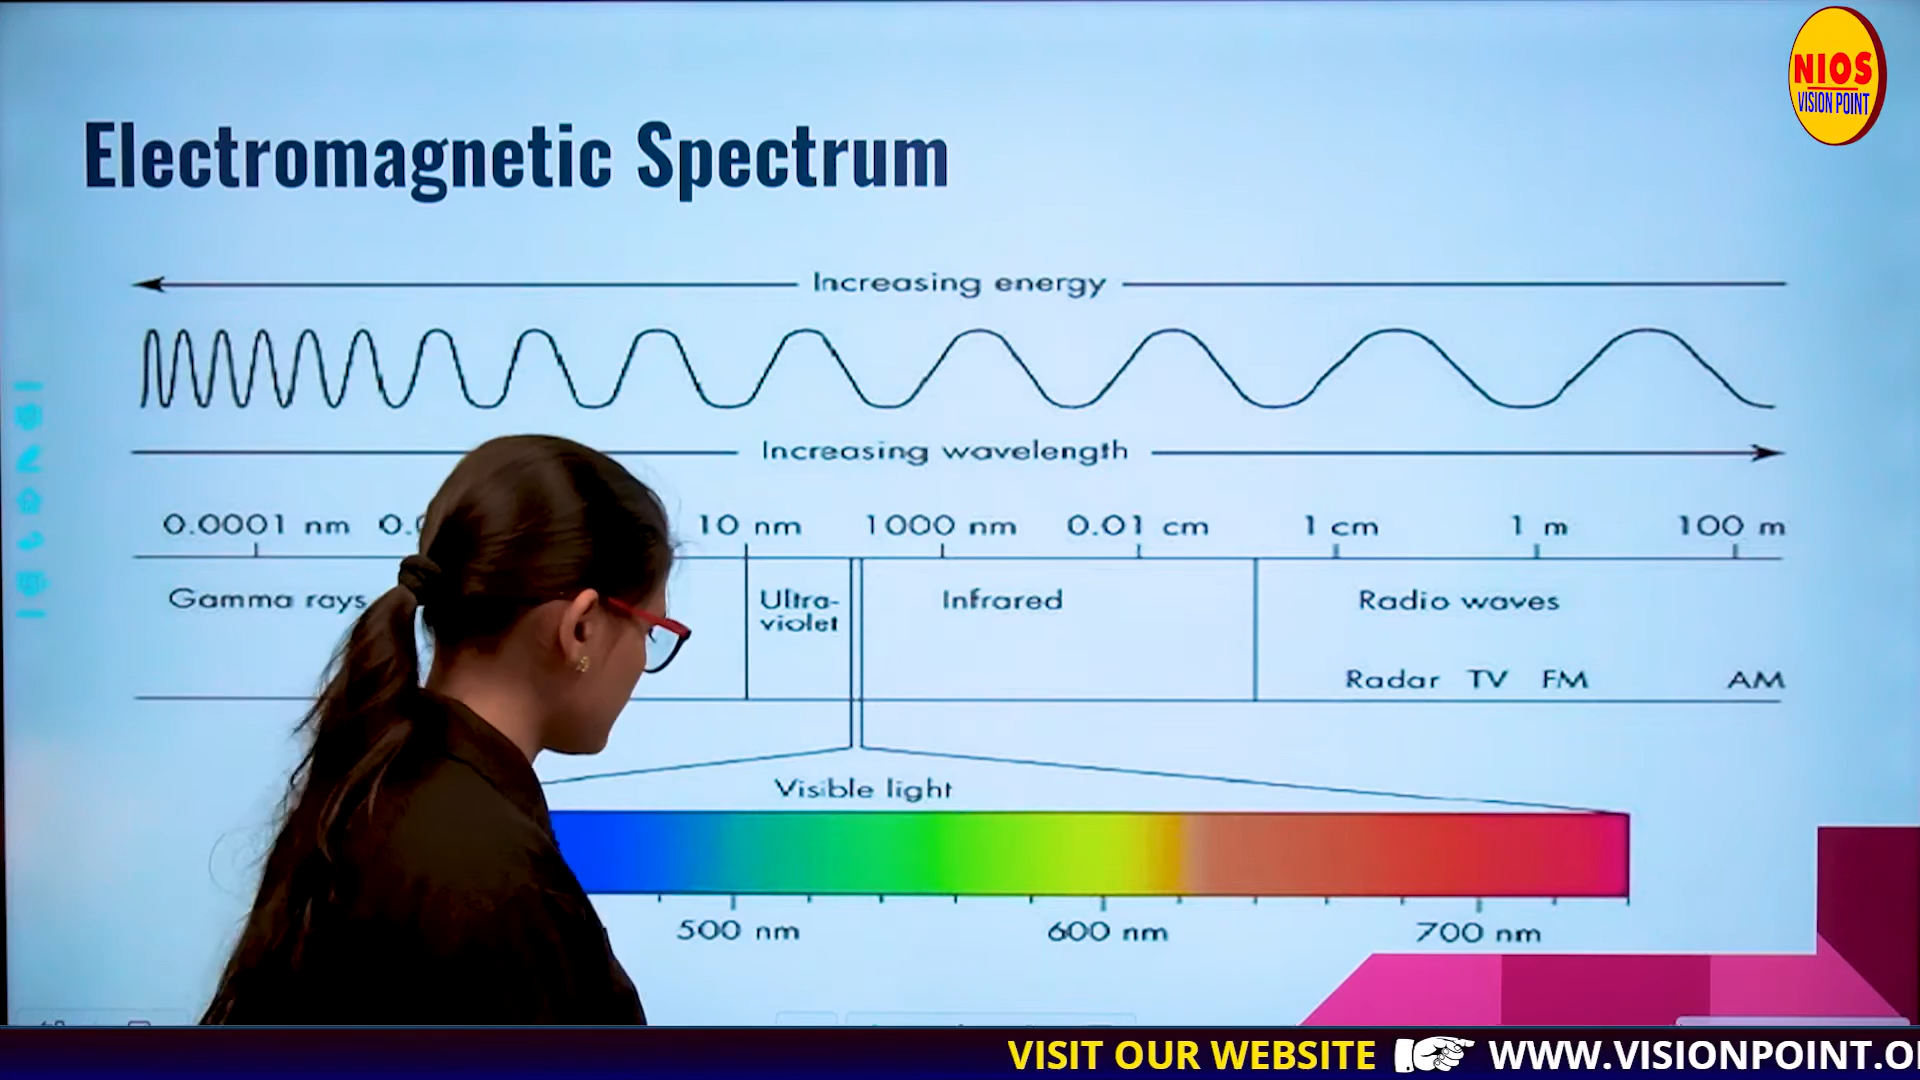 NIOS
VISION POINT
Electromagnetic Spectrum
Increasing energy
Increasing wavelength
0.0001 nm
10 nm
1000 nm
0.01 cm
1 cm
1 m
100 m
Gamma rays
Ultra-
violet
Infrared
Radio waves
Radar TV FM AM
Visible light
500 nm
600 nm
700 nm
VISIT OUR WEBSITE